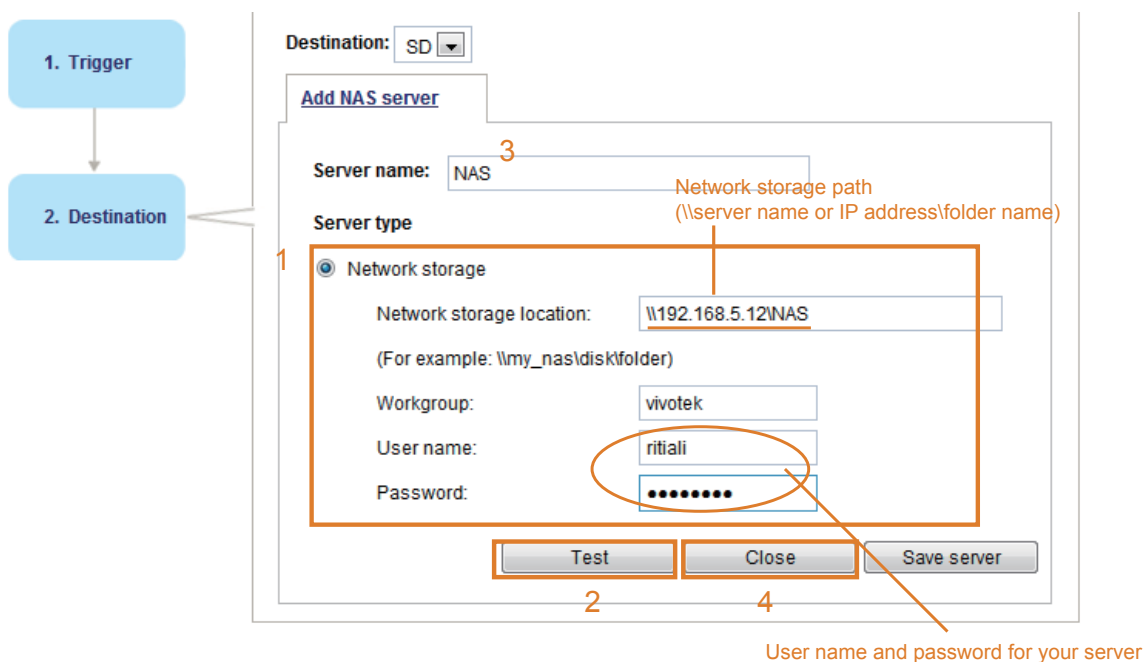 1. Trigger
2. Destination
Destination: SD
Add NAS server
3
Server name: NAS
Network storage path
(\\server name or IP address\folder name)
Server type
1
Network storage
Network storage location: \\192.168.5.12\NAS
(For example: \\my_nas\disk\folder)
Workgroup: vivotek
User name: ritiali
Password: ●●●●●●●●
Test Close Save server
2 4
User name and password for your server